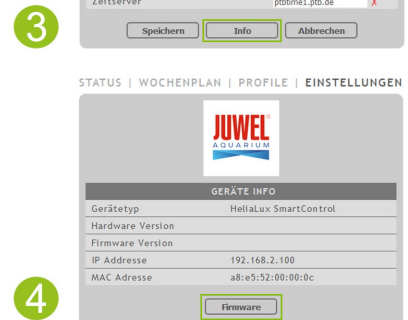 Zeitserver ptbtime1.ptb.de X
3
Speichern Info Abbrechen
STATUS | WOCHENPLAN | PROFILE | EINSTELLUNGEN
JUWEL
AQUARIUM
GERÄTE INFO
Gerätetyp HeliaLux SmartControl
Hardware Version
Firmware Version
IP Addresse 192.168.2.100
MAC Adresse a8:e5:52:00:00:0c
4
Firmware